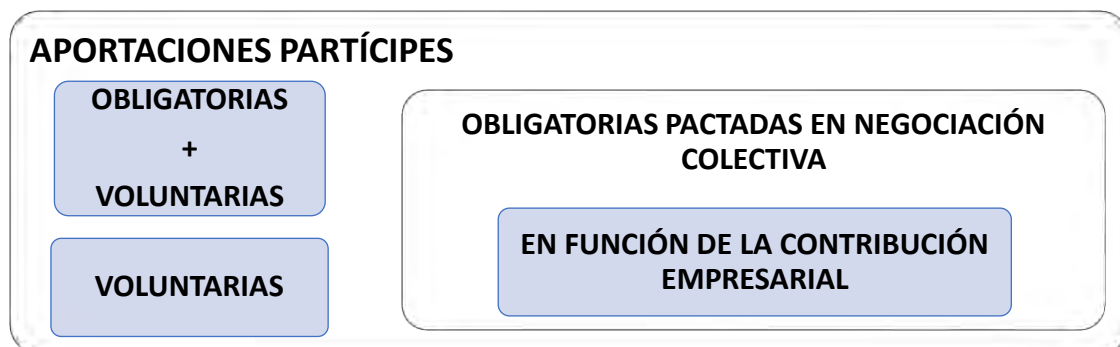 APORTACIONES PARTÍCIPES
OBLIGATORIAS
+
VOLUNTARIAS
VOLUNTARIAS
OBLIGATORIAS PACTADAS EN NEGOCIACIÓN
COLECTIVA
EN FUNCIÓN DE LA CONTRIBUCIÓN
EMPRESARIAL